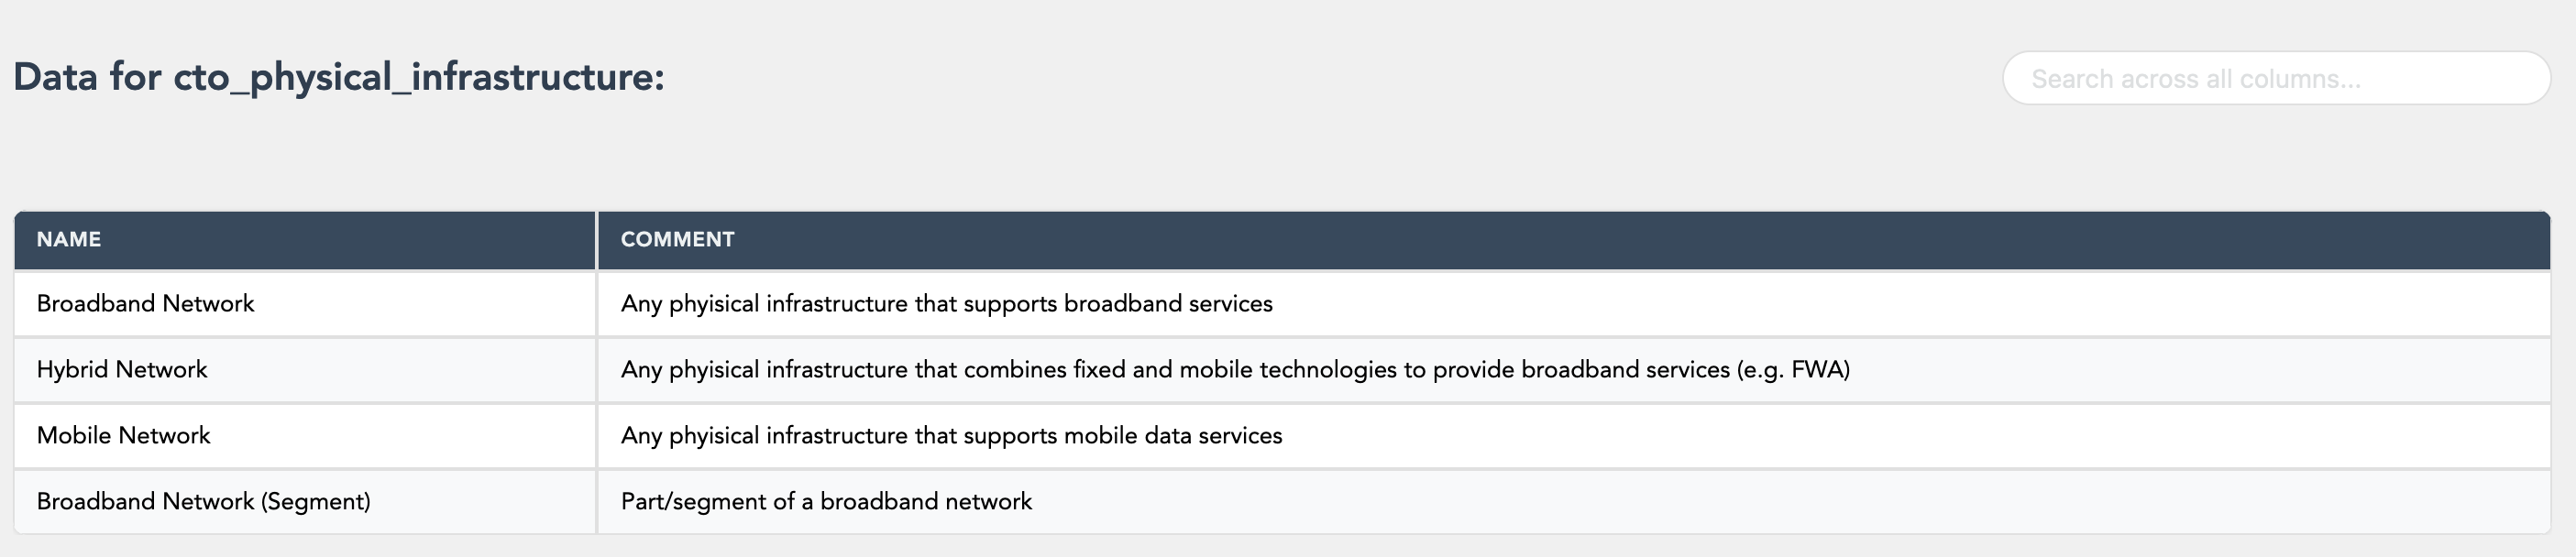 Data for cto_physical_infrastructure:
Search across all columns...
NAME COMMENT
Broadband Network Any phyisical infrastructure that supports broadband services
Hybrid Network Any phyisical infrastructure that combines fixed and mobile technologies to provide broadband services (e.g. FWA)
Mobile Network Any phyisical infrastructure that supports mobile data services
Broadband Network (Segment) Part/segment of a broadband network